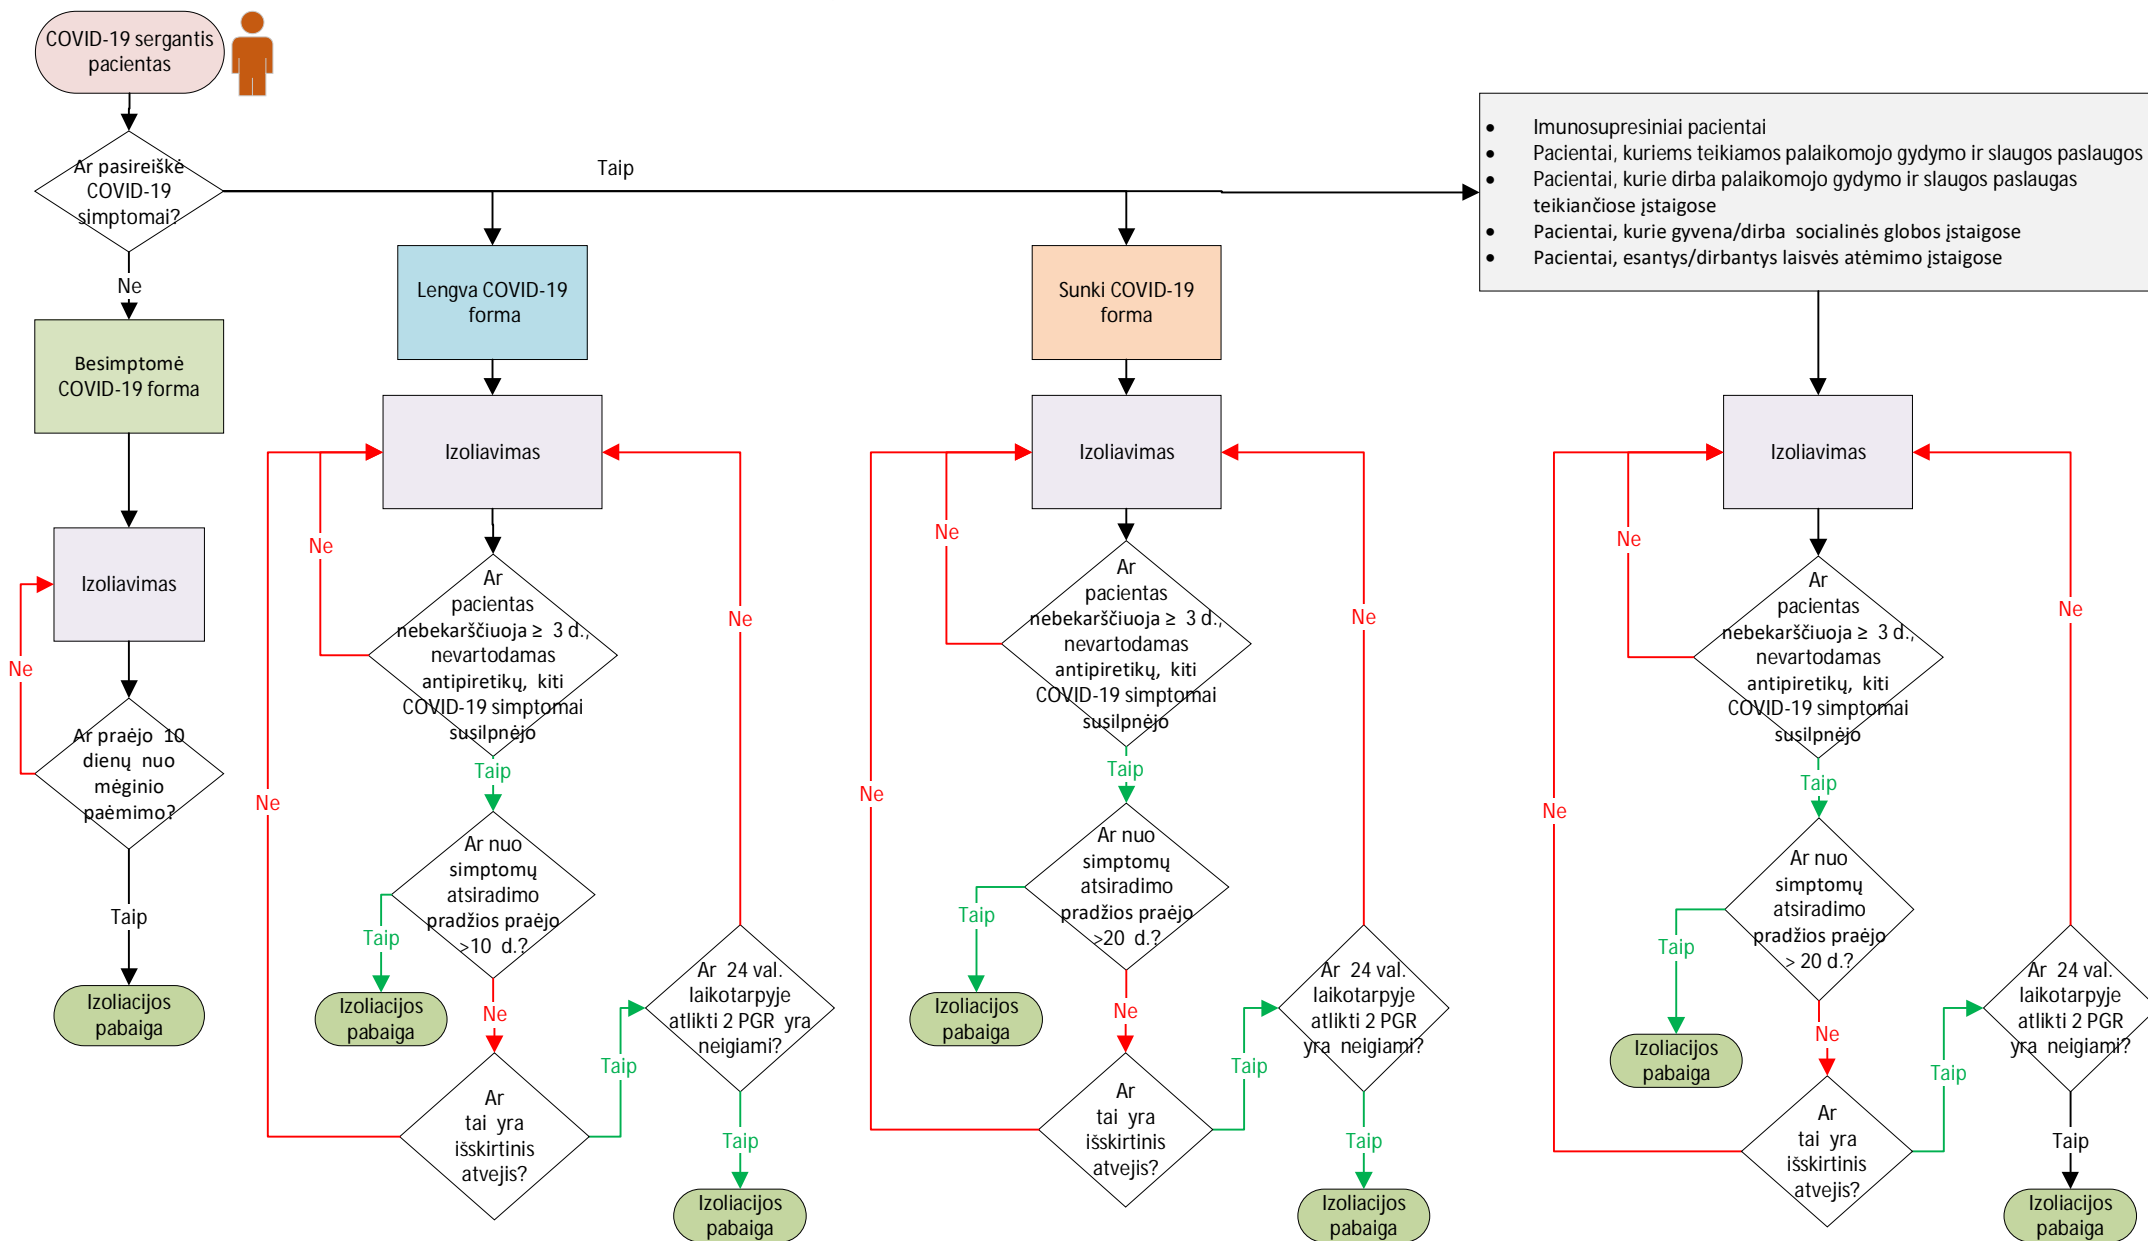 COVID-19 sergantis
pacientas
Ar pasireiškė
COVID-19
simptomai?
Taip
Ne
• Imunosupresiniai pacientai
• Pacientai, kuriems teikiamos palaikomojo gydymo ir slaugos paslaugos
• Pacientai, kurie dirba palaikomojo gydymo ir slaugos paslaugas
teikiančiose įstaigose
• Pacientai, kurie gyvena/dirba socialinės globos įstaigose
• Pacientai, esantys/dirbantys laisvės atėmimo įstaigose
Besimptomė
COVID-19 forma
Izoliavimas
Ne
Ar praėjo 10
dienų nuo
mėginio
paėmimo?
Taip
Izoliacijos
pabaiga
Lengva COVID-19
forma
Izoliavimas
Ne
Ne
Ne
Ar
pacientas
nebekarščiuoja ≥ 3 d.,
nevartodamas
antipiretikų, kiti
COVID-19 simptomai
susilpnėjo
Taip
Ar nuo
simptomų
atsiradimo
pradžios praėjo
>10 d.?
Taip
Izoliacijos
pabaiga
Ne
Ar
tai yra
išskirtinis
atvejis?
Taip
Ar 24 val.
laikotarpyje
atlikti 2 PGR yra
neigiami?
Taip
Izoliacijos
pabaiga
Sunki COVID-19
forma
Izoliavimas
Ne
Ne
Ne
Ar
pacientas
nebekarščiuoja ≥ 3 d.,
nevartodamas
antipiretikų, kiti
COVID-19 simptomai
susilpnėjo
Taip
Ar nuo
simptomų
atsiradimo
pradžios praėjo
>20 d.?
Taip
Izoliacijos
pabaiga
Ne
Ar
tai yra
išskirtinis
atvejis?
Taip
Ar 24 val.
laikotarpyje
atlikti 2 PGR
yra neigiami?
Taip
Izoliacijos
pabaiga
Izoliavimas
Ne
Ne
Ne
Ar
pacientas
nebekarščiuoja ≥ 3 d.,
nevartodamas
antipiretikų, kiti
COVID-19 simptomai
susilpnėjo
Taip
Ar nuo
simptomų
atsiradimo
pradžios praėjo
> 20 d.?
Taip
Izoliacijos
pabaiga
Ne
Ar
tai yra
išskirtinis
atvejis?
Taip
Ar 24 val.
laikotarpyje
atlikti 2 PGR
yra neigiami?
Taip
Izoliacijos
pabaiga